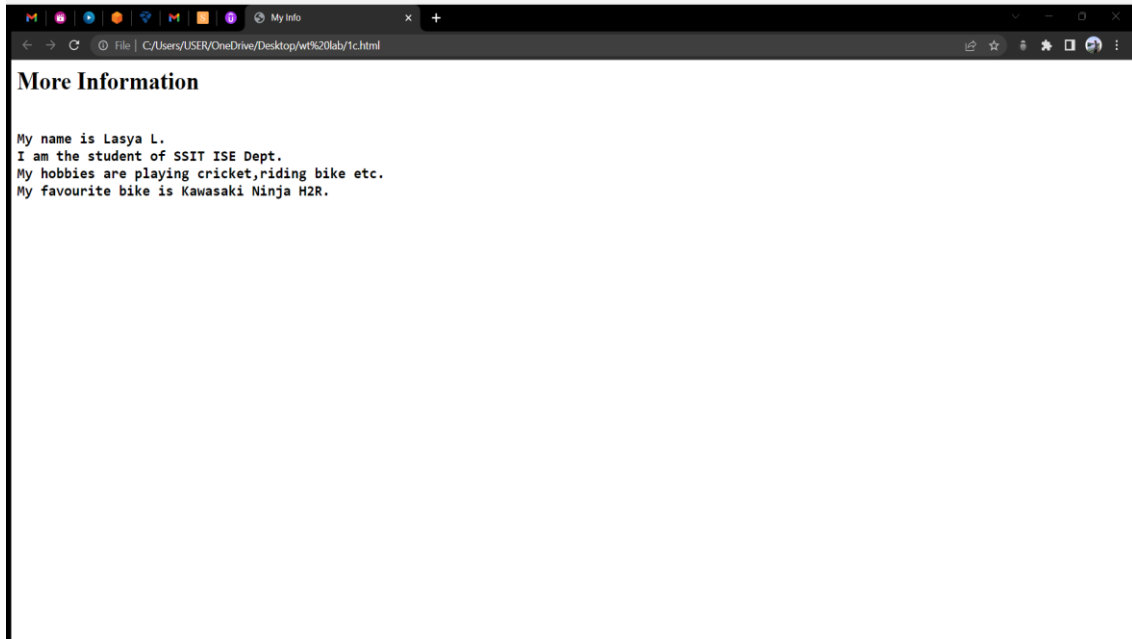 My Info
File | C:/Users/USER/OneDrive/Desktop/wt%20lab/1c.html
More Information
My name is Lasya L.
I am the student of SSIT ISE Dept.
My hobbies are playing cricket,riding bike etc.
My favourite bike is Kawasaki Ninja H2R.